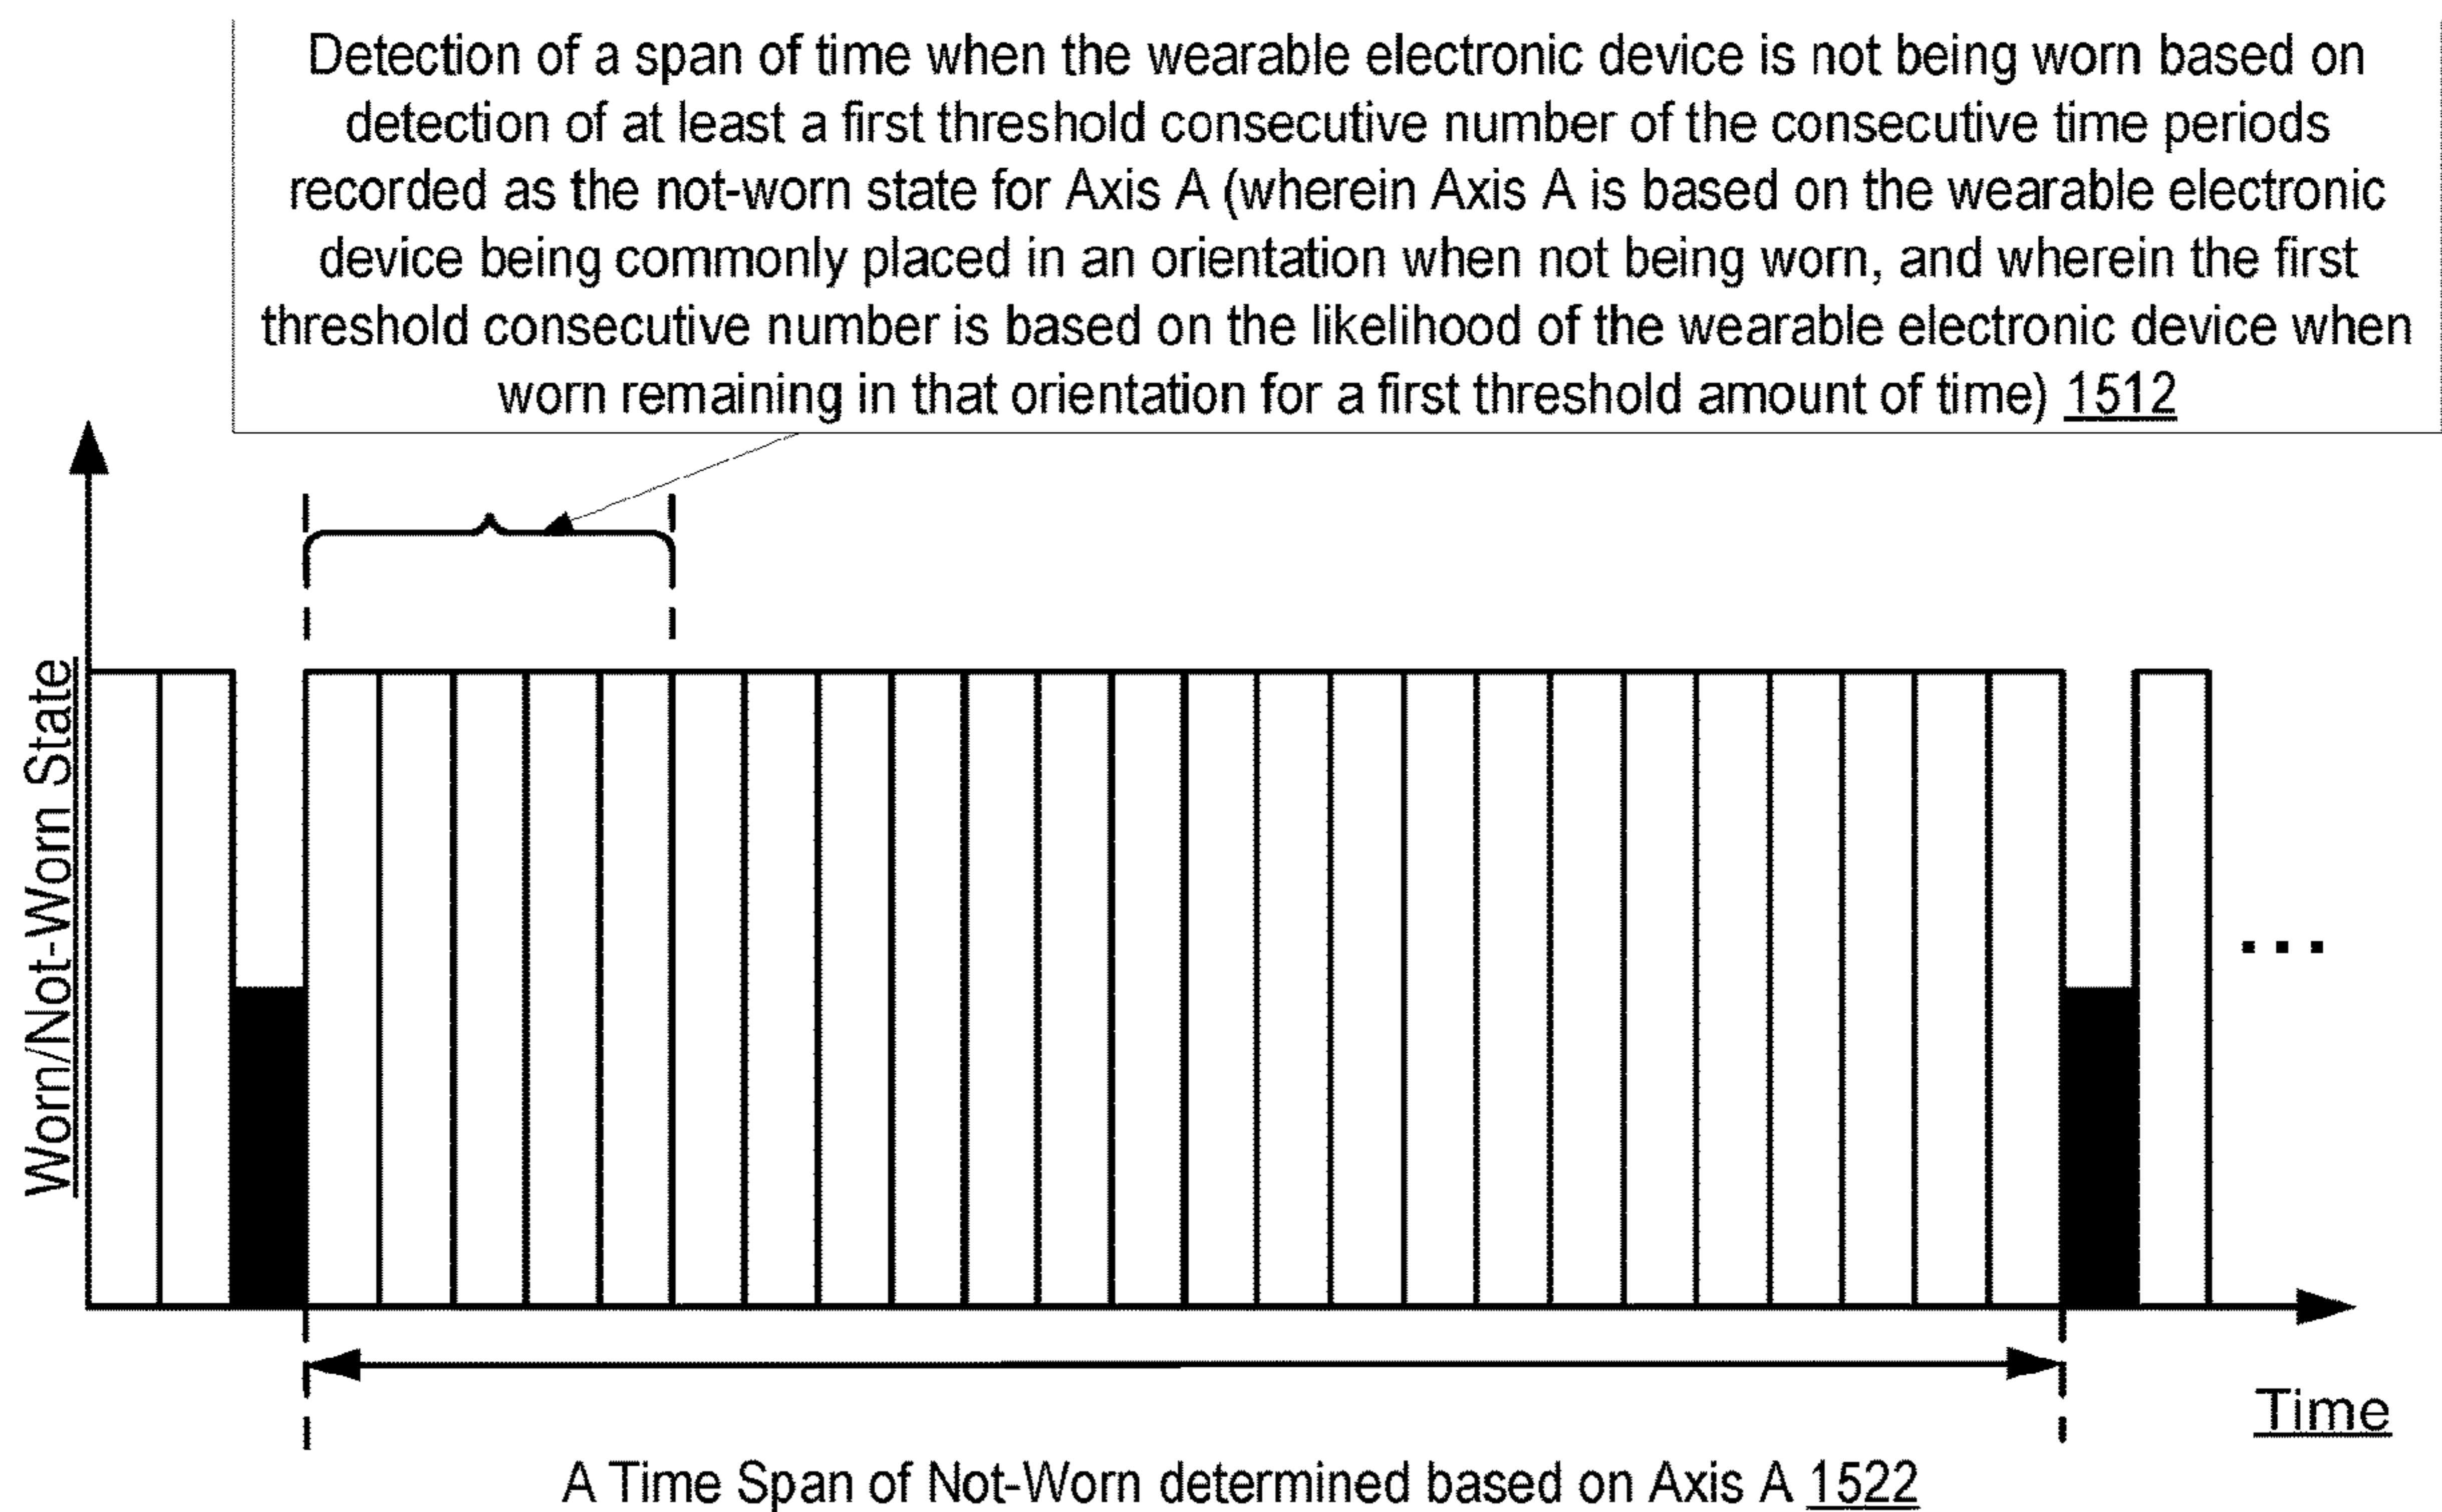 Detection of a span of time when the wearable electronic device is not being worn based on
detection of at least a first threshold consecutive number of the consecutive time periods
recorded as the not-worn state for Axis A (wherein Axis A is based on the wearable electronic
device being commonly placed in an orientation when not being worn, and wherein the first
threshold consecutive number is based on the likelihood of the wearable electronic device when
worn remaining in that orientation for a first threshold amount of time) 1512
Worn/Not-Worn State
...
Time
A Time Span of Not-Worn determined based on Axis A 1522